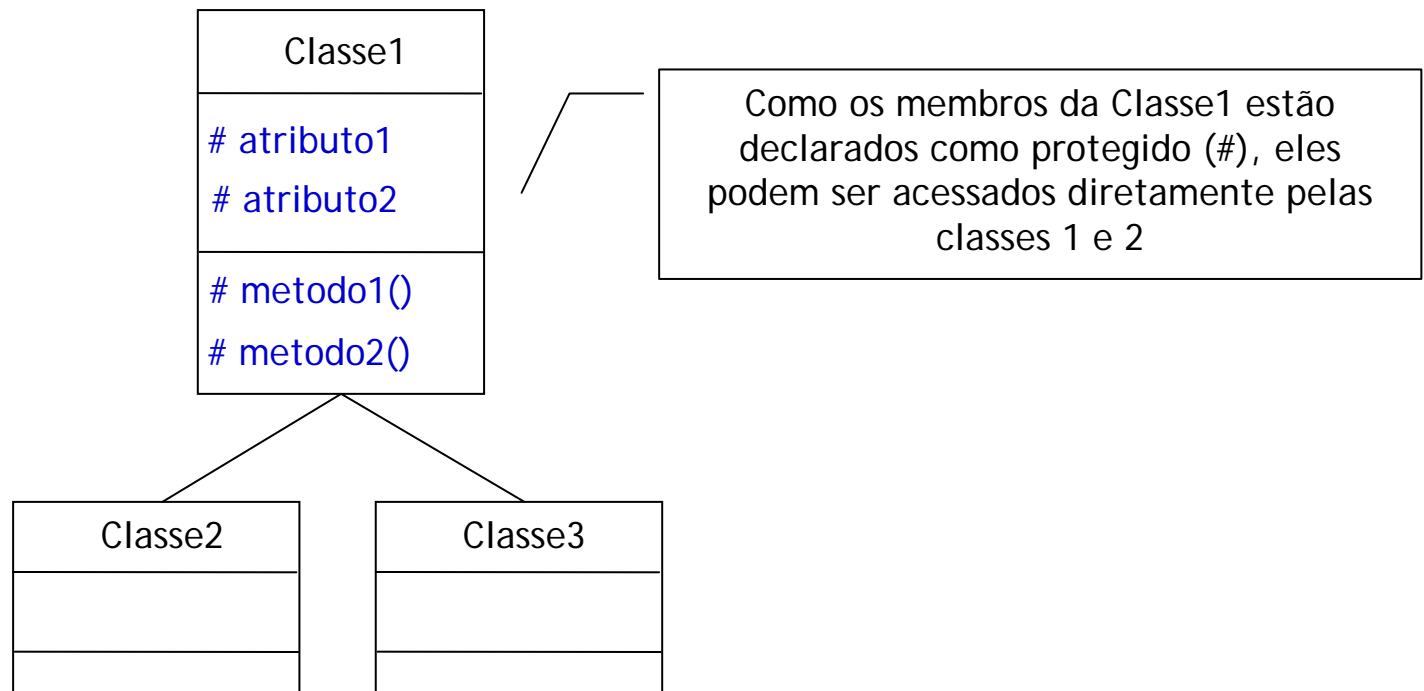 Classe1
# atributo1
# atributo2
# metodo1()
# metodo2()
Como os membros da Classe1 estão
declarados como protegido (#), eles
podem ser acessados diretamente pelas
classes 1 e 2
Classe2
Classe3